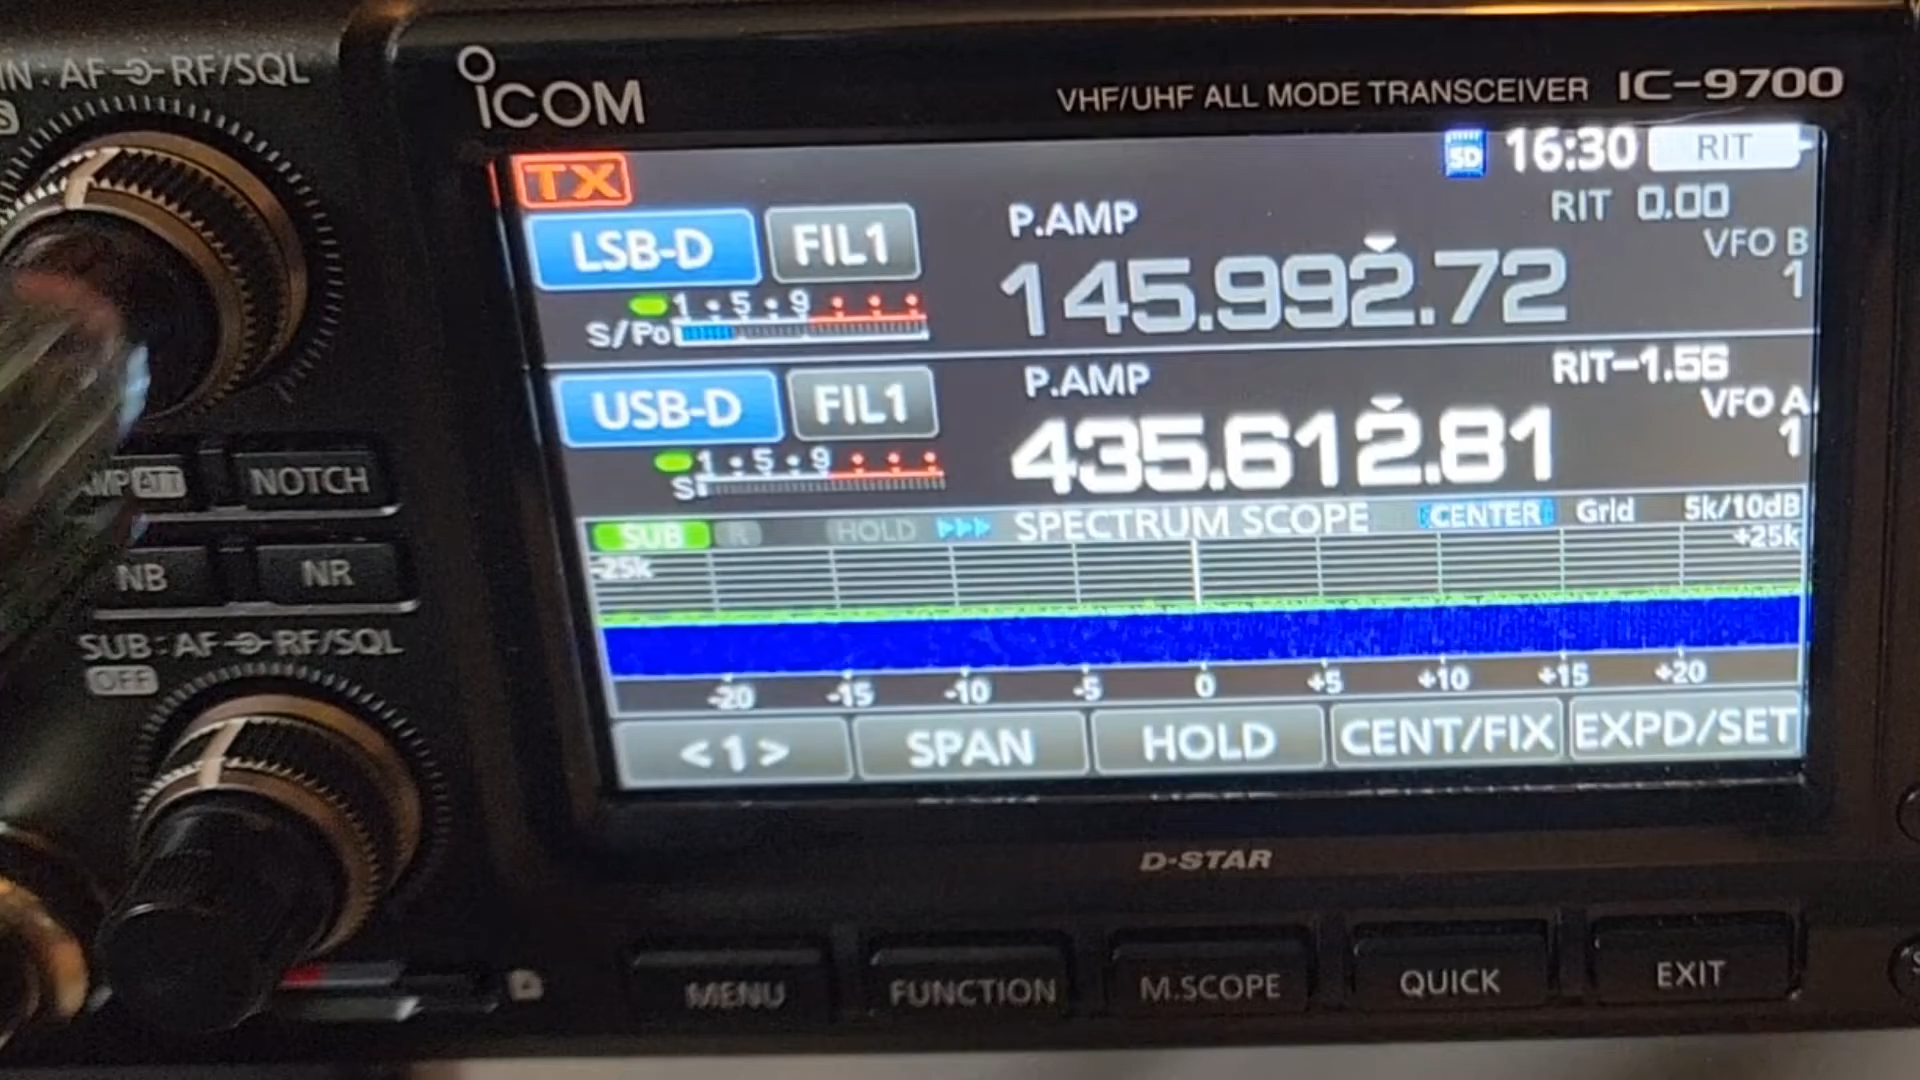 AF RF/SQL
ICOM
VHF/UHF ALL MODE TRANSCEIVER IC-9700
TX
SD 16:30 RIT
LSB-D FIL1 P.AMP RIT 0.00
VFO B
145.992.72 1
1 5 9
S/Po
USB-D FIL1 P.AMP RIT-1.56
VFO A
435.612.81 1
1 5 9
S
SUB HOLD SPECTRUM SCOPE CENTER Grid 5k/10dB
-25k +25k
-20 -15 -10 -5 0 +5 +10 +15 +20
<1> SPAN HOLD CENT/FIX EXPD/SET
ATT NOTCH
NB NR
SUB:AF RF/SQL
OFF
D-STAR
MENU FUNCTION M.SCOPE QUICK EXIT